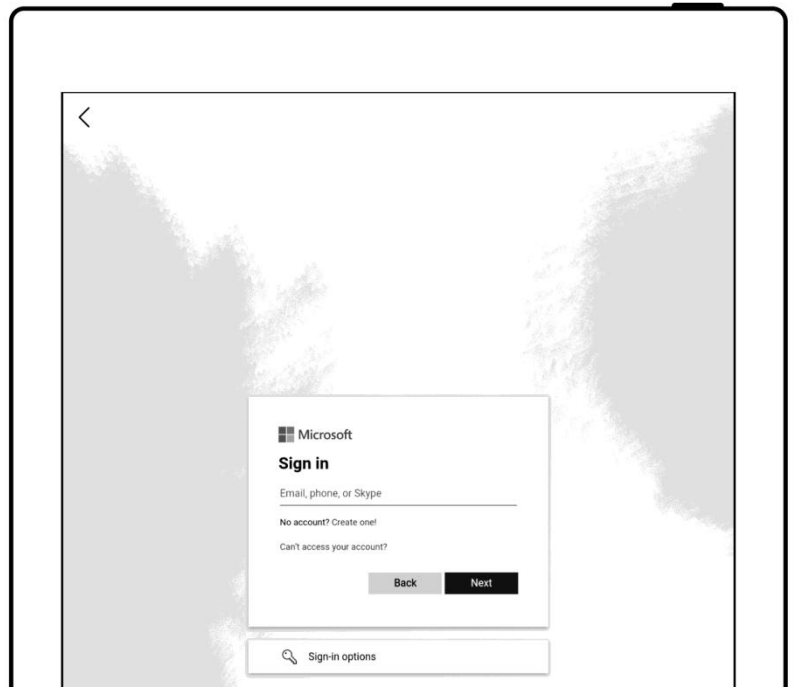 Microsoft
Sign in
Email, phone, or Skype
No account? Create one!
Can't access your account?
Back Next
Sign-in options